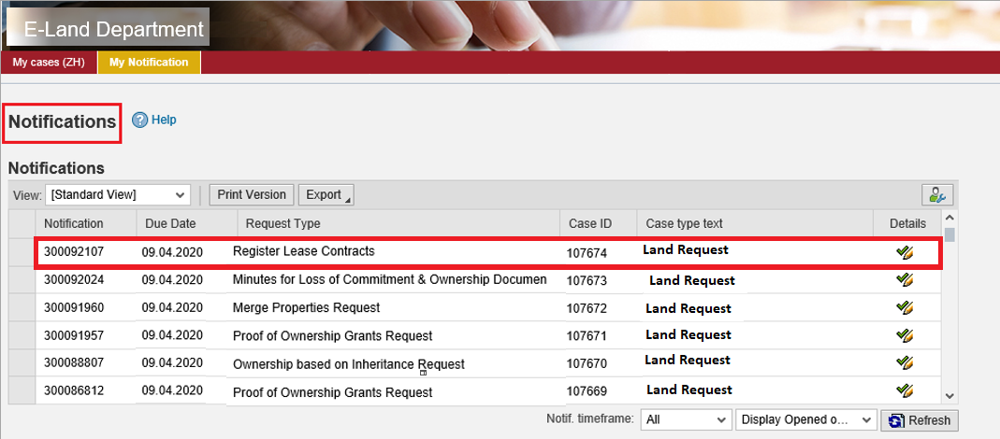 E-Land Department
My cases (ZH) My Notification
Notifications Help
Notifications
View: [Standard View] Print Version Export
Notification Due Date Request Type Case ID Case type text Details
300092107 09.04.2020 Register Lease Contracts 107674 Land Request
300092024 09.04.2020 Minutes for Loss of Commitment & Ownership Documen 107673 Land Request
300091960 09.04.2020 Merge Properties Request 107672 Land Request
300091957 09.04.2020 Proof of Ownership Grants Request 107671 Land Request
300088807 09.04.2020 Ownership based on Inheritance Request 107670 Land Request
300086812 09.04.2020 Proof of Ownership Grants Request 107669 Land Request
Notif. timeframe: All Display Opened o... Refresh